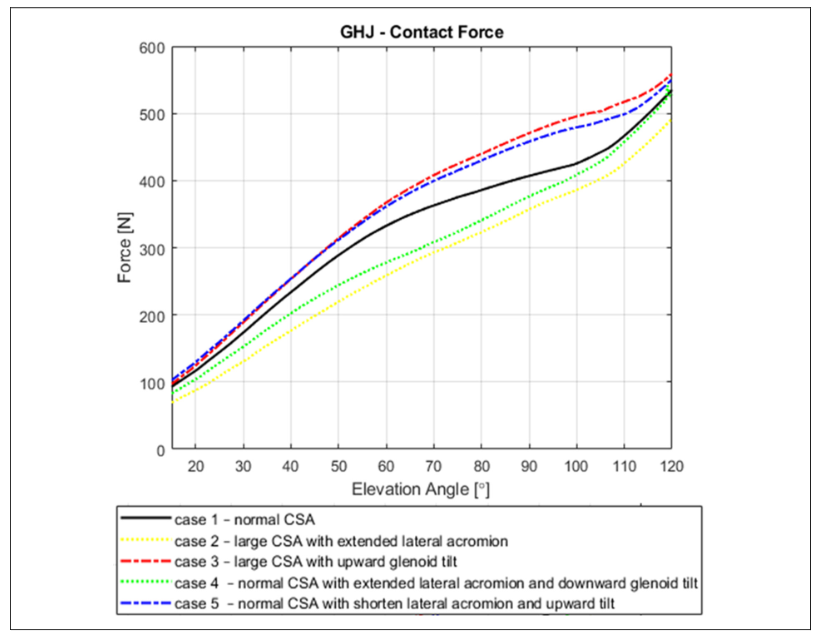 GHJ - Contact Force
600
500
400
300
200
100
0
Force [N]
20 30 40 50 60 70 80 90 100 110 120
Elevation Angle [°]
case 1 – normal CSA
case 2 – large CSA with extended lateral acromion
case 3 – large CSA with upward glenoid tilt
case 4 – normal CSA with extended lateral acromion and downward glenoid tilt
case 5 – normal CSA with shorten lateral acromion and upward tilt